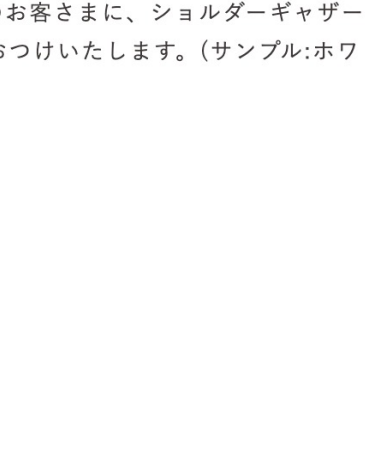 のお客さまに、ショルダーギャザー
おつけいたします。(サンプル:ホワ